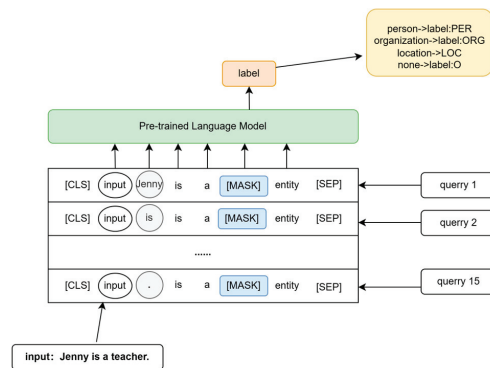 person->label:PER
organization->label:ORG
location->LOC
none->label:O
label
Pre-trained Language Model
[CLS] input Jenny is a [MASK] entity [SEP]
querry 1
[CLS] input is is a [MASK] entity [SEP]
querry 2
......
[CLS] input . is a [MASK] entity [SEP]
querry 15
input: Jenny is a teacher.